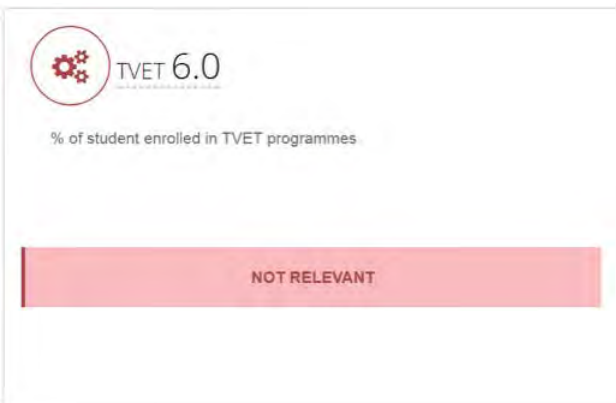 TVET 6.0
% of student enrolled in TVET programmes
NOT RELEVANT